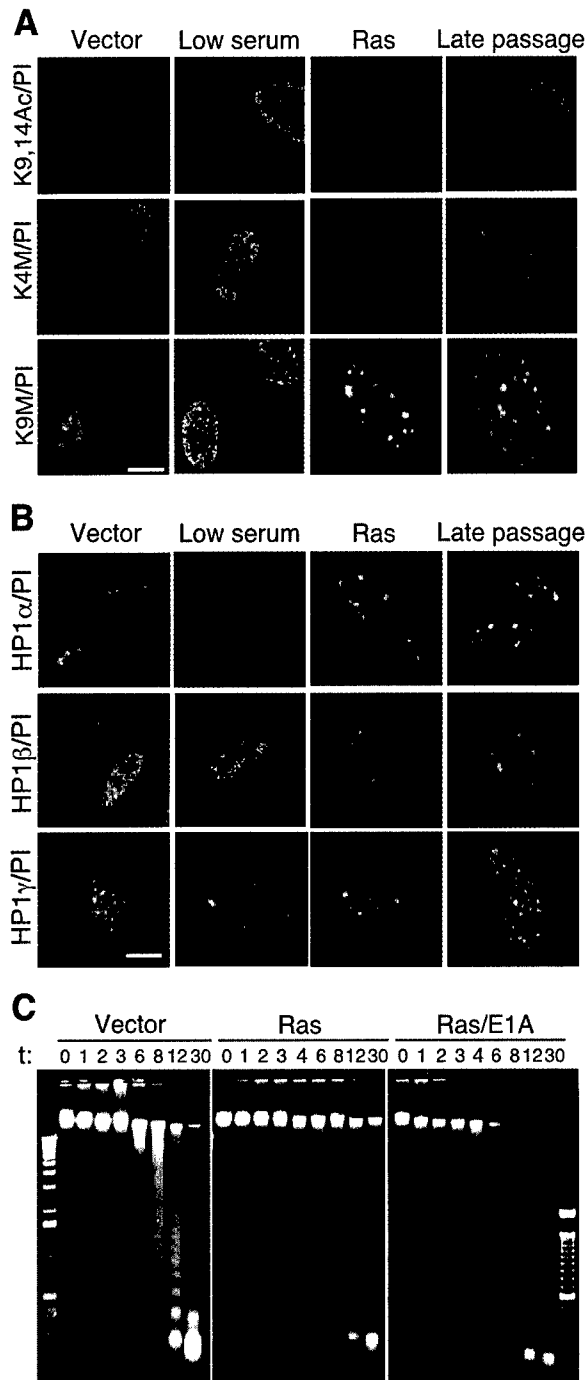 A
Vector Low serum Ras Late passage
K9,14Ac/PI
K4M/PI
K9M/PI
B
Vector Low serum Ras Late passage
HP1α/PI
HP1β/PI
HP1γ/PI
C
Vector Ras Ras/E1A
t: 0 1 2 3 6 8 12 30 0 1 2 3 4 6 8 12 30 0 1 2 3 4 6 8 12 30